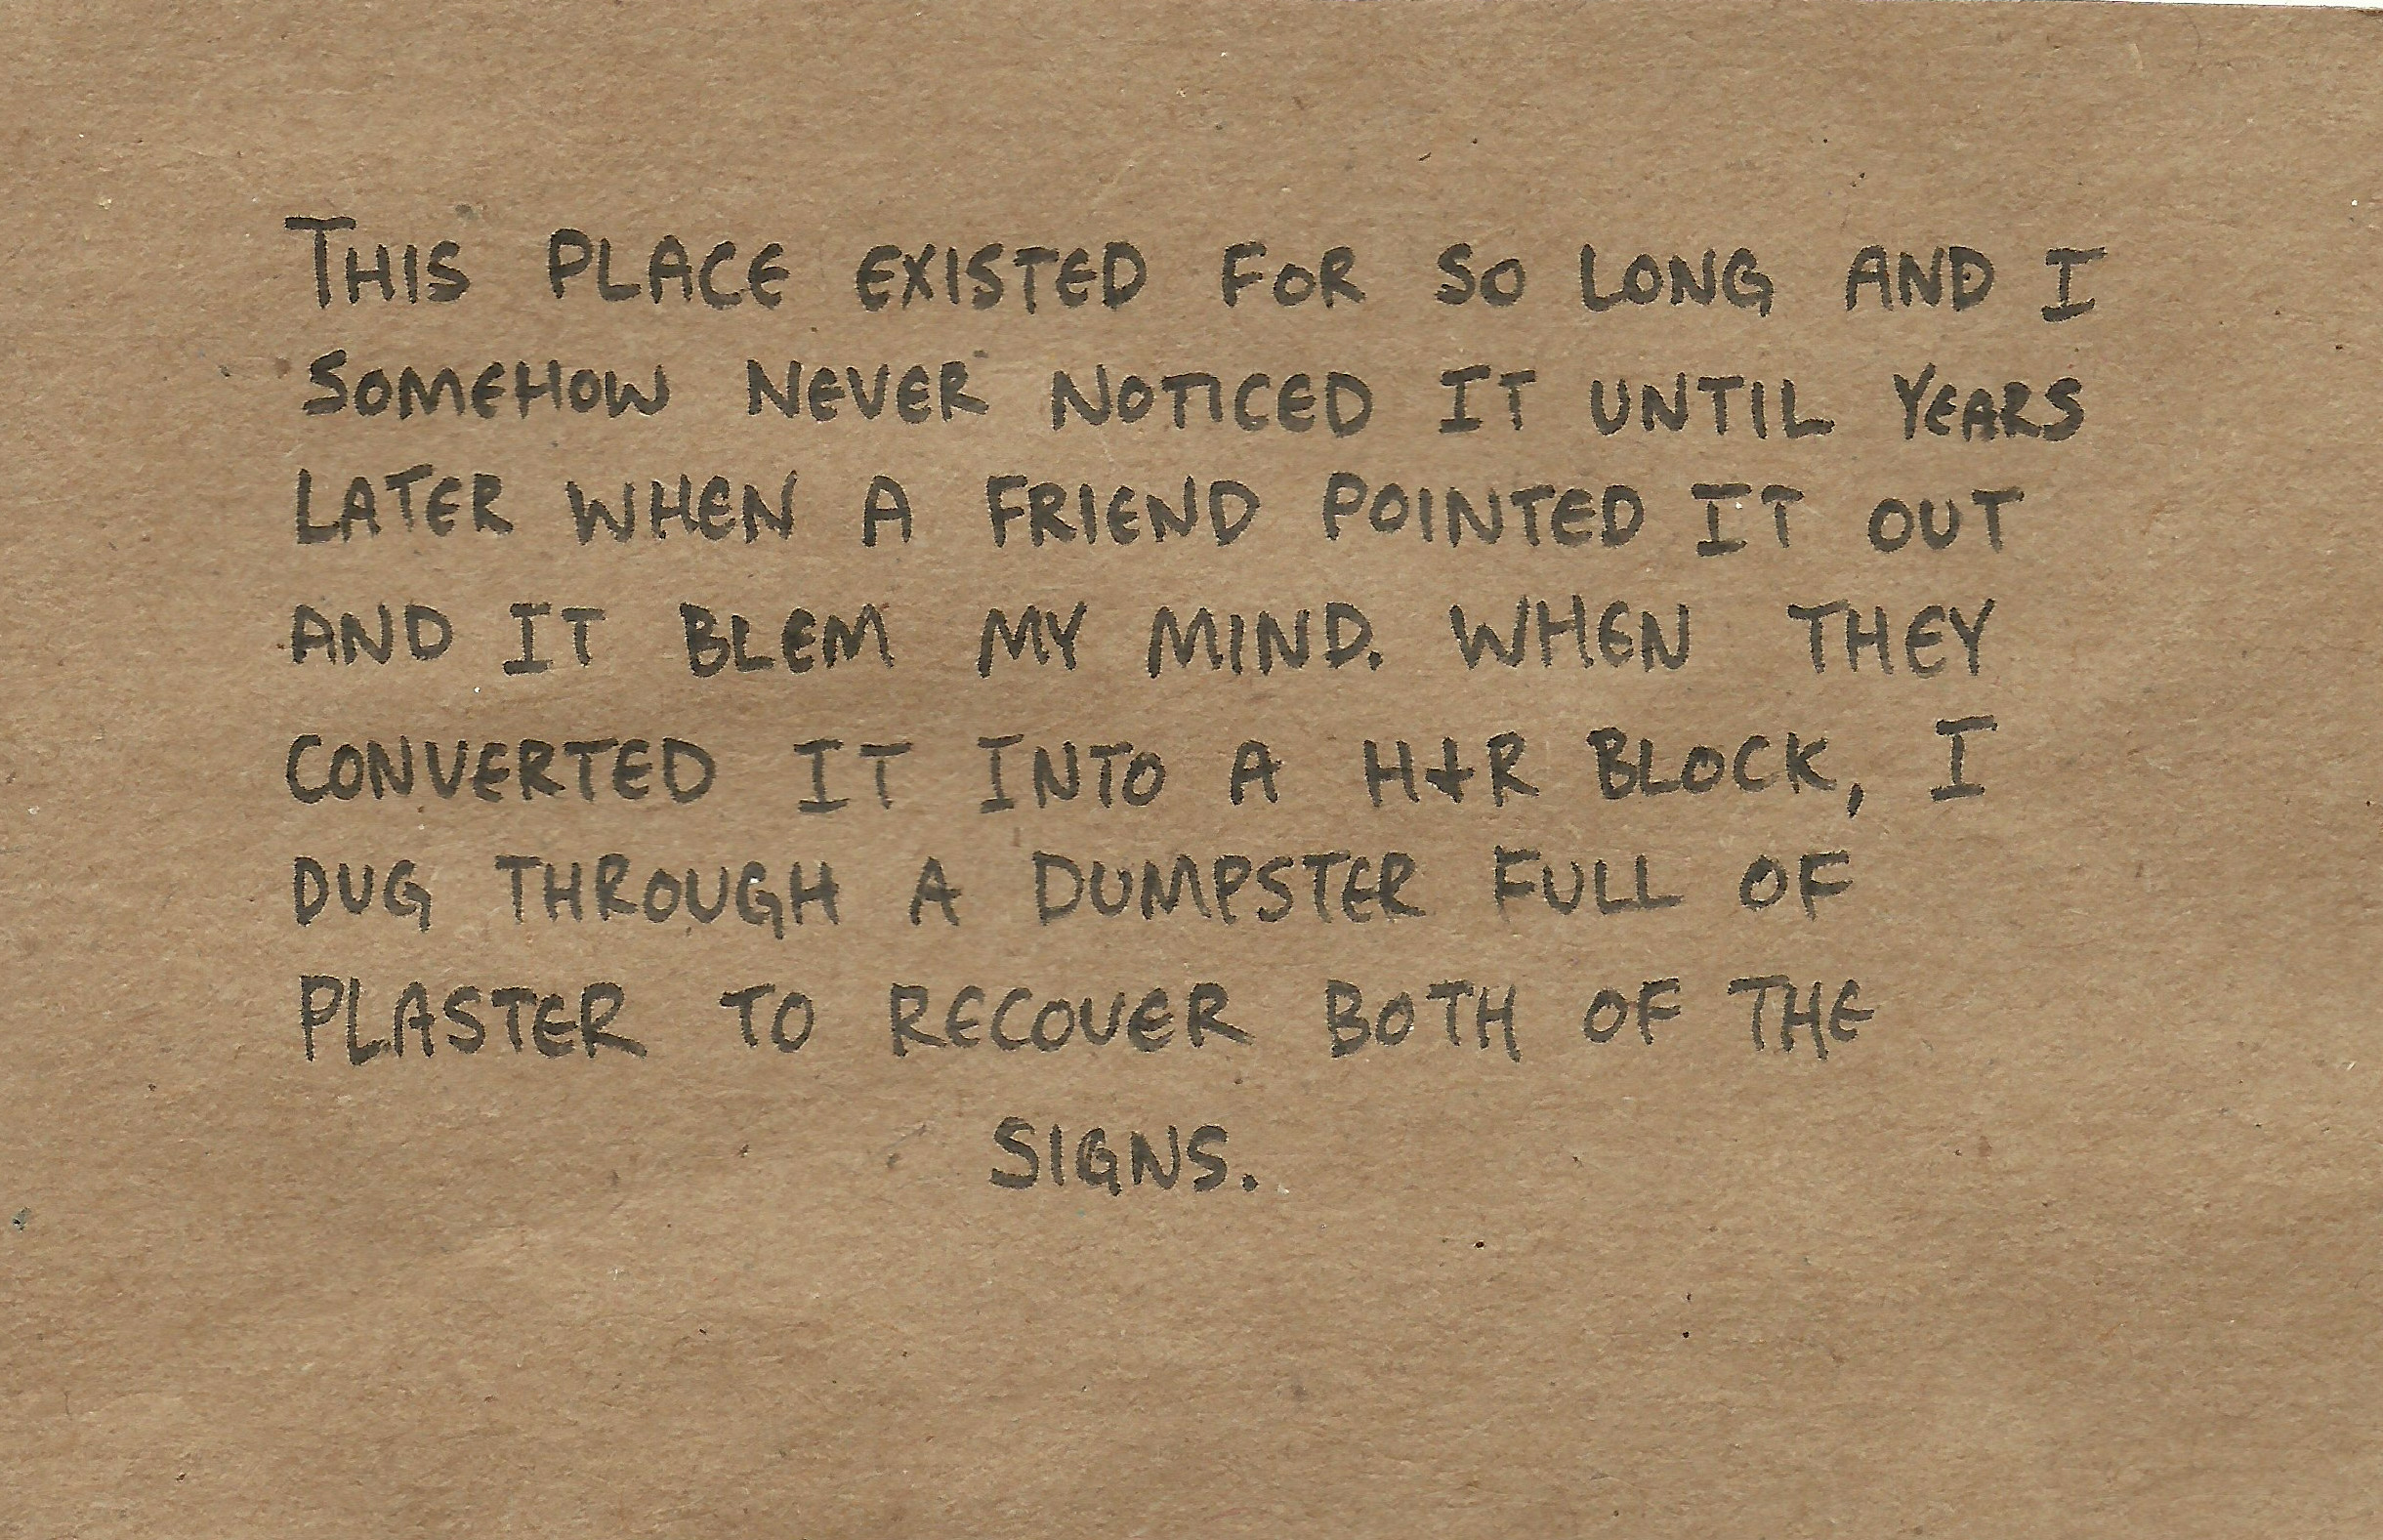 THIS PLACE EXISTED FOR SO LONG AND I
SOMEHOW NEVER NOTICED IT UNTIL YEARS
LATER WHEN A FRIEND POINTED IT OUT
AND IT BLEM MY MIND. WHEN THEY
CONVERTED IT INTO A H+R BLOCK, I
DUG THROUGH A DUMPSTER FULL OF
PLASTER TO RECOVER BOTH OF THE
SIGNS.